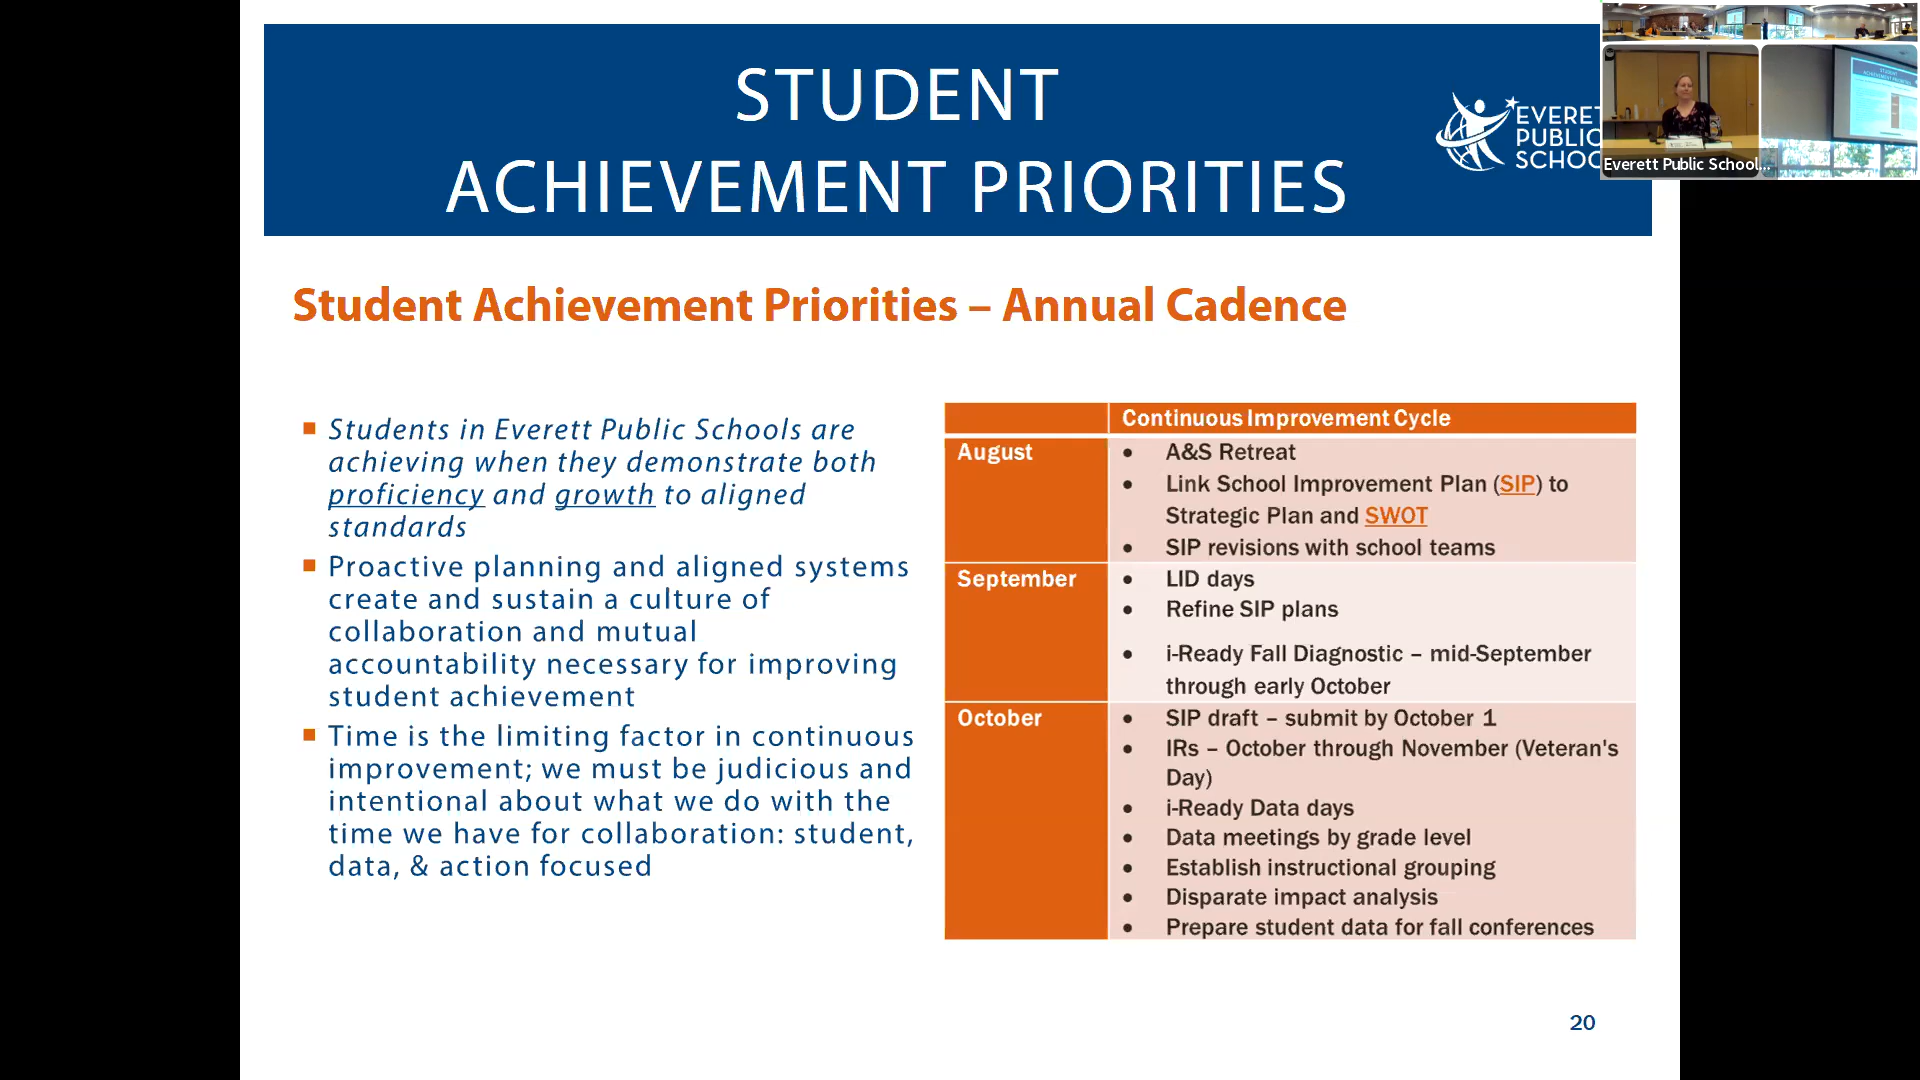 STUDENT
ACHIEVEMENT PRIORITIES
EVERE
PUBLIC
SCHOO
Everett Public School...
Student Achievement Priorities – Annual Cadence
Students in Everett Public Schools are
achieving when they demonstrate both
proficiency and growth to aligned
standards
Proactive planning and aligned systems
create and sustain a culture of
collaboration and mutual
accountability necessary for improving
student achievement
Time is the limiting factor in continuous
improvement; we must be judicious and
intentional about what we do with the
time we have for collaboration: student,
data, & action focused
Continuous Improvement Cycle
August
• A&S Retreat
• Link School Improvement Plan (SIP) to
Strategic Plan and SWOT
• SIP revisions with school teams
September
• LID days
• Refine SIP plans
• i-Ready Fall Diagnostic – mid-September
through early October
October
• SIP draft – submit by October 1
• IRs – October through November (Veteran's
Day)
• i-Ready Data days
• Data meetings by grade level
• Establish instructional grouping
• Disparate impact analysis
• Prepare student data for fall conferences
20